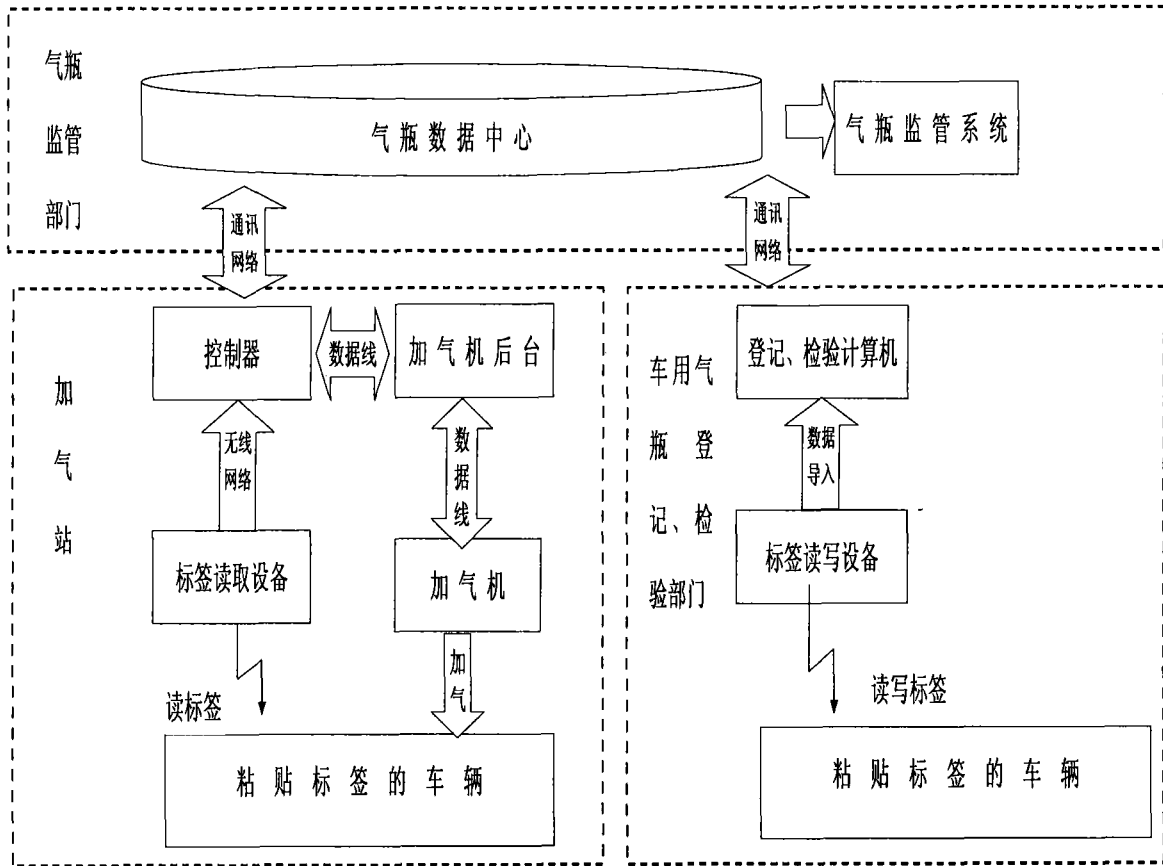 气瓶
监管
部门
气瓶数据中心
气瓶监管系统
通讯
网络
通讯
网络
加
气
站
控制器
数据线
加气机后台
无线
网络
数
据
线
标签读取设备
加气机
加
气
读标签
粘贴标签的车辆
车用气
瓶登
记、检
验部门
登记、检验计算机
数据
导入
标签读写设备
读写标签
粘贴标签的车辆